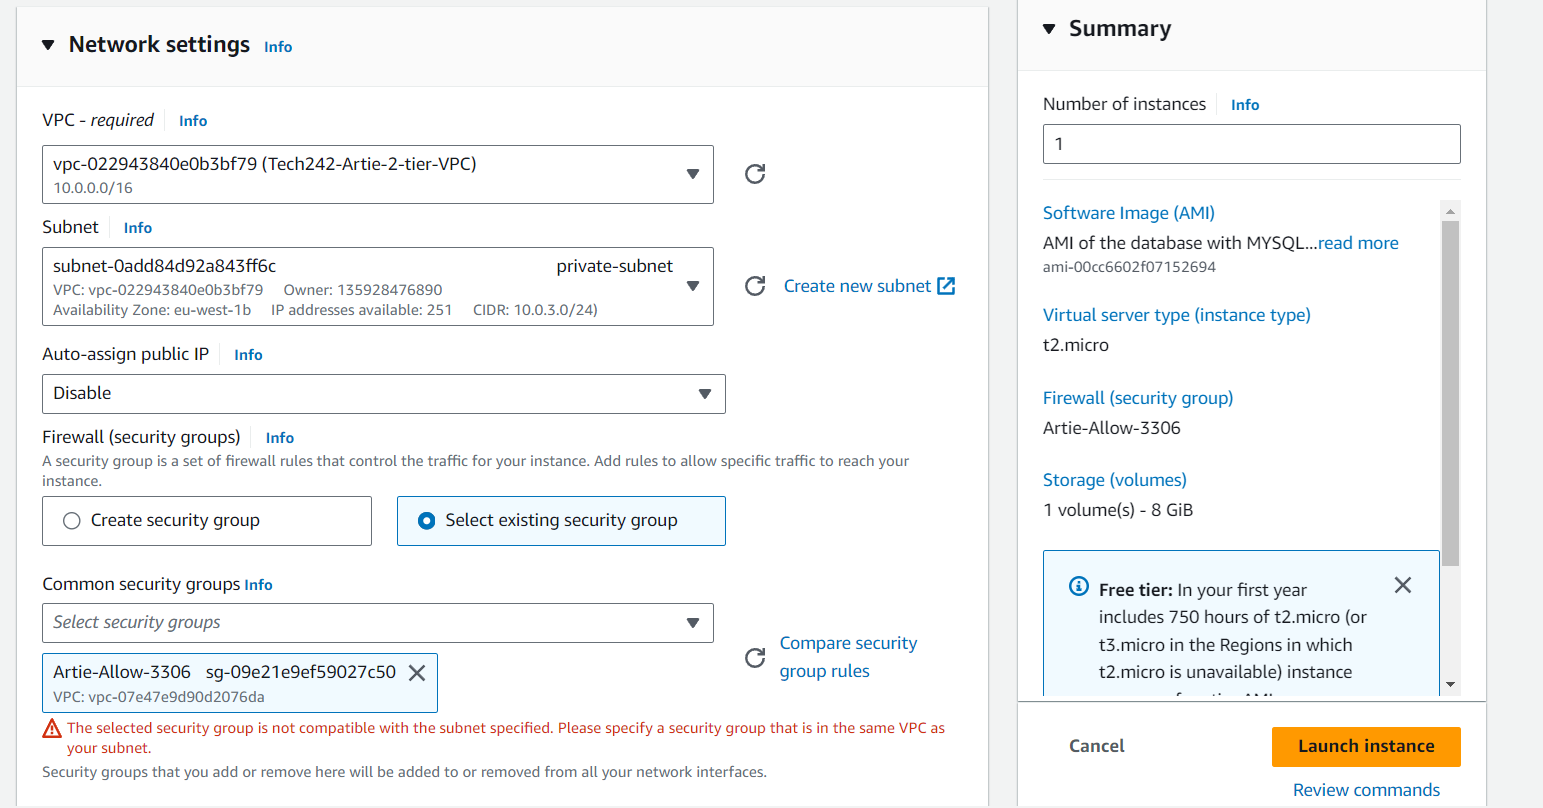 Network settings Info
VPC - required Info
vpc-022943840e0b3bf79 (Tech242-Artie-2-tier-VPC)
10.0.0.0/16
Subnet Info
subnet-0add84d92a843ff6c private-subnet
VPC: vpc-022943840e0b3bf79 Owner: 135928476890
Availability Zone: eu-west-1b IP addresses available: 251 CIDR: 10.0.3.0/24)
Create new subnet
Auto-assign public IP Info
Disable
Firewall (security groups) Info
A security group is a set of firewall rules that control the traffic for your instance. Add rules to allow specific traffic to reach your
instance.
Create security group
Select existing security group
Common security groups Info
Select security groups
Compare security
group rules
Artie-Allow-3306 sg-09e21e9ef59027c50
VPC: vpc-07e47e9d90d2076da
The selected security group is not compatible with the subnet specified. Please specify a security group that is in the same VPC as
your subnet.
Security groups that you add or remove here will be added to or removed from all your network interfaces.
Summary
Number of instances Info
1
Software Image (AMI)
AMI of the database with MYSQL...read more
ami-00cc6602f07152694
Virtual server type (instance type)
t2.micro
Firewall (security group)
Artie-Allow-3306
Storage (volumes)
1 volume(s) - 8 GiB
Free tier: In your first year
includes 750 hours of t2.micro (or
t3.micro in the Regions in which
t2.micro is unavailable) instance
Cancel
Launch instance
Review commands